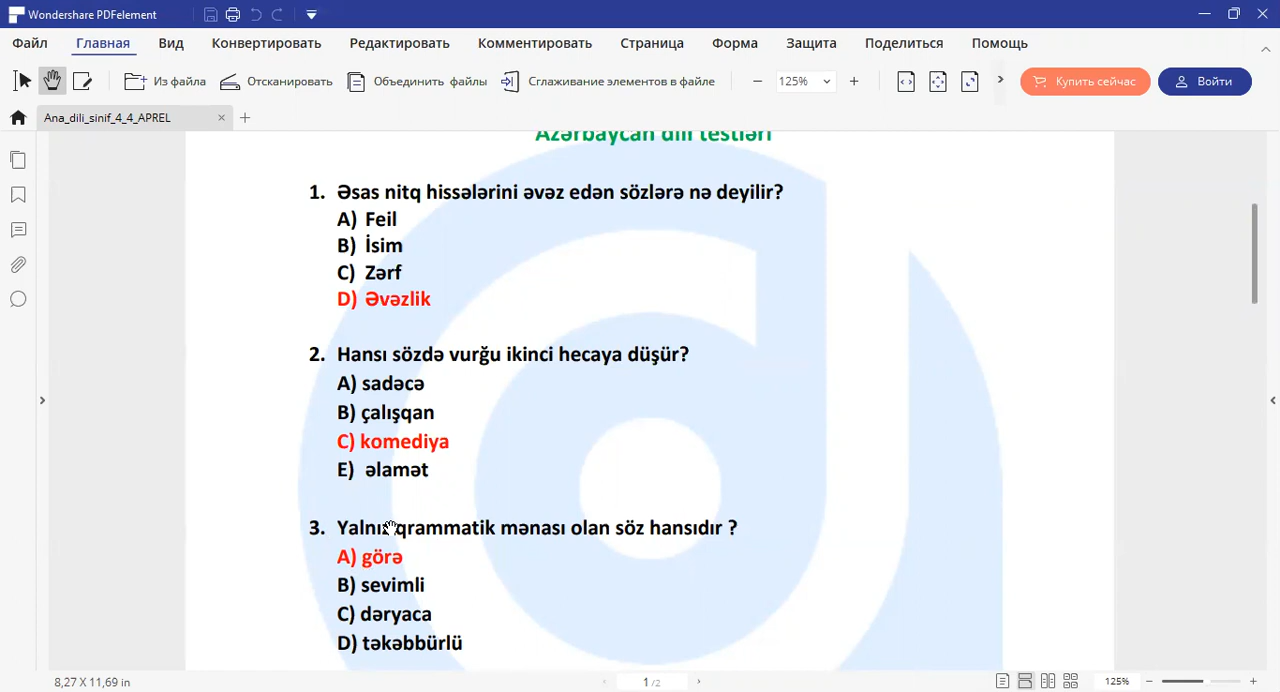 Wondershare PDFelement
Файл Главная Вид Конвертировать Редактировать Комментировать Страница Форма Защита Поделиться Помощь
Из файла Отсканировать Объединить файлы Сглаживание элементов в файле 125% Купить сейчас Войти
Ana_dili_sinif_4_4_APREL
Azərbaycan dili testləri
1. Əsas nitq hissələrini əvəz edən sözlərə nə deyilir?
A) Feil
B) İsim
C) Zərf
D) Əvəzlik
2. Hansı sözdə vurğu ikinci hecaya düşür?
A) sadəcə
B) çalışqan
C) komediya
E) əlamət
3. Yalnız qrammatik mənası olan söz hansıdır ?
A) görə
B) sevimli
C) dəryaca
D) təkəbbürlü
8,27 X 11,69 in 1 /2 125%